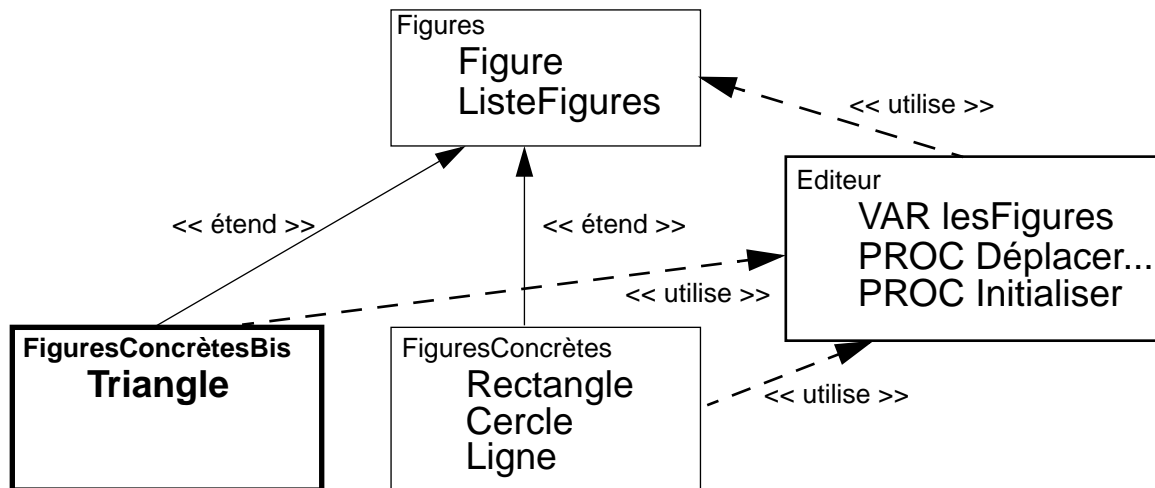 Figures
Figure
ListeFigures
<< utilise >>
Editeur
VAR lesFigures
PROC Déplacer...
PROC Initialiser
<< étend >>
<< étend >>
<< utilise >>
FiguresConcrètesBis
Triangle
FiguresConcrètes
Rectangle
Cercle
Ligne
<< utilise >>